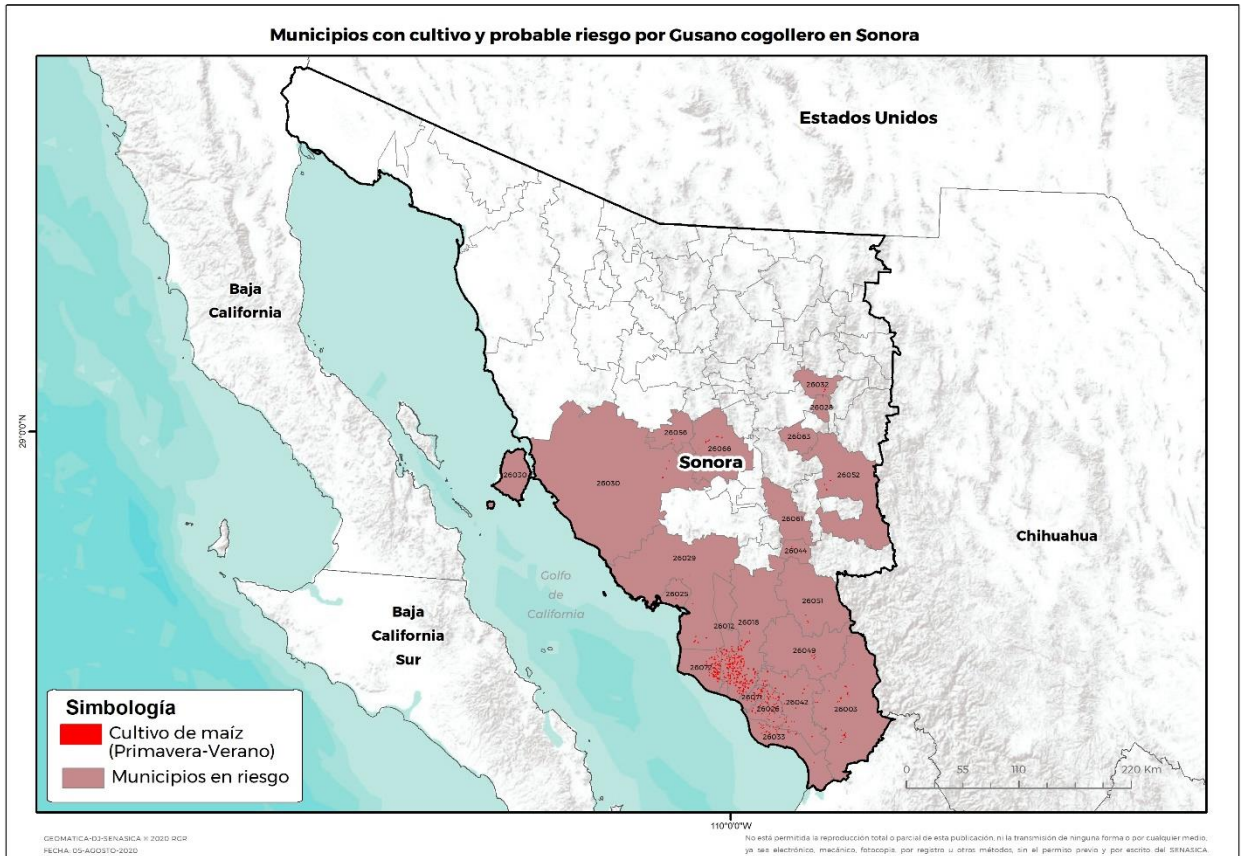 Municipios con cultivo y probable riesgo por Gusano cogollero en Sonora
Estados Unidos
Baja
California
26032
26028
29°0'0"N
26056
26066
26063
Sonora
26052
26030
26030
26061
Chihuahua
26044
26029
Golfo
de
California
26025
26051
Baja
California
Sur
26012
26018
26049
26072
26071
26026
26042
26003
26033
Simbología
Cultivo de maíz
(Primavera-Verano)
Municipios en riesgo
0 55 110 220 Km
110°0'0"W
GEOMATICA-DJ-SENASICA © 2020 RGR
FECHA: 05-AGOSTO-2020
No está permitida la reproducción total o parcial de esta publicación, ni la transmisión de ninguna forma o por cualquier medio,
ya sea electrónico, mecánico, fotocopia, por registro u otros métodos, sin el permiso previo y por escrito del SENASICA.